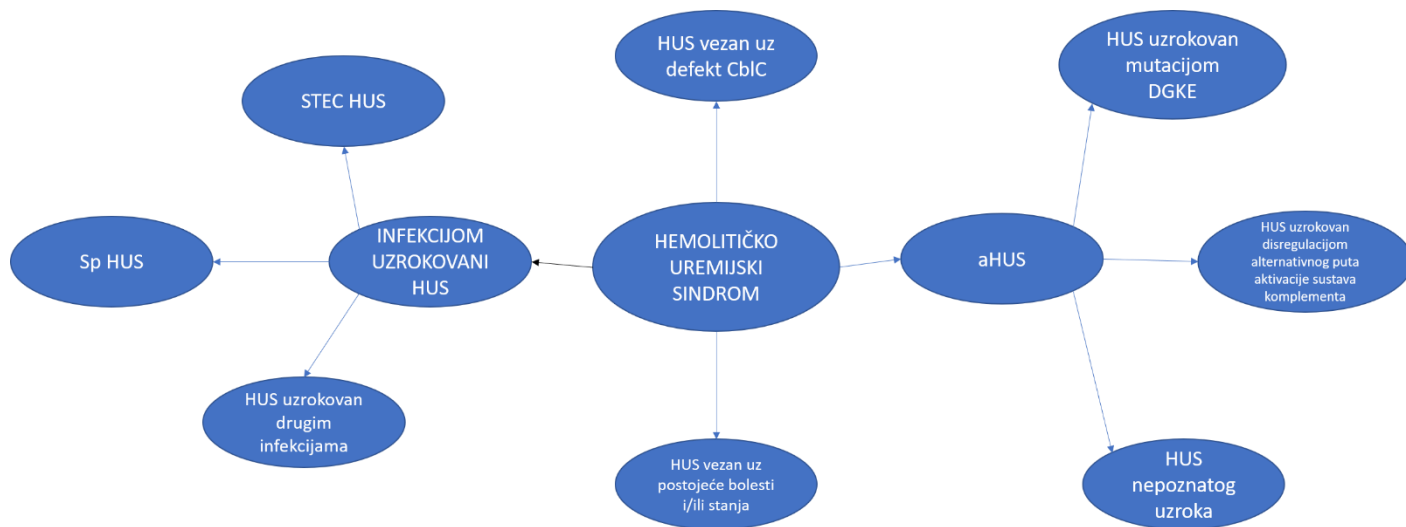 HUS vezan uz
defekt CblC
HUS uzrokovan
mutacijom
DGKE
STEC HUS
Sp HUS
INFEKCIJOM
UZROKOVANI
HUS
HEMOLITIČKO
UREMIJSKI
SINDROM
aHUS
HUS uzrokovan
disregulacijom
alternativnog puta
aktivacije sustava
komplementa
HUS uzrokovan
drugim
infekcijama
HUS vezan uz
postojeće bolesti
i/ili stanja
HUS
nepoznatog
uzroka